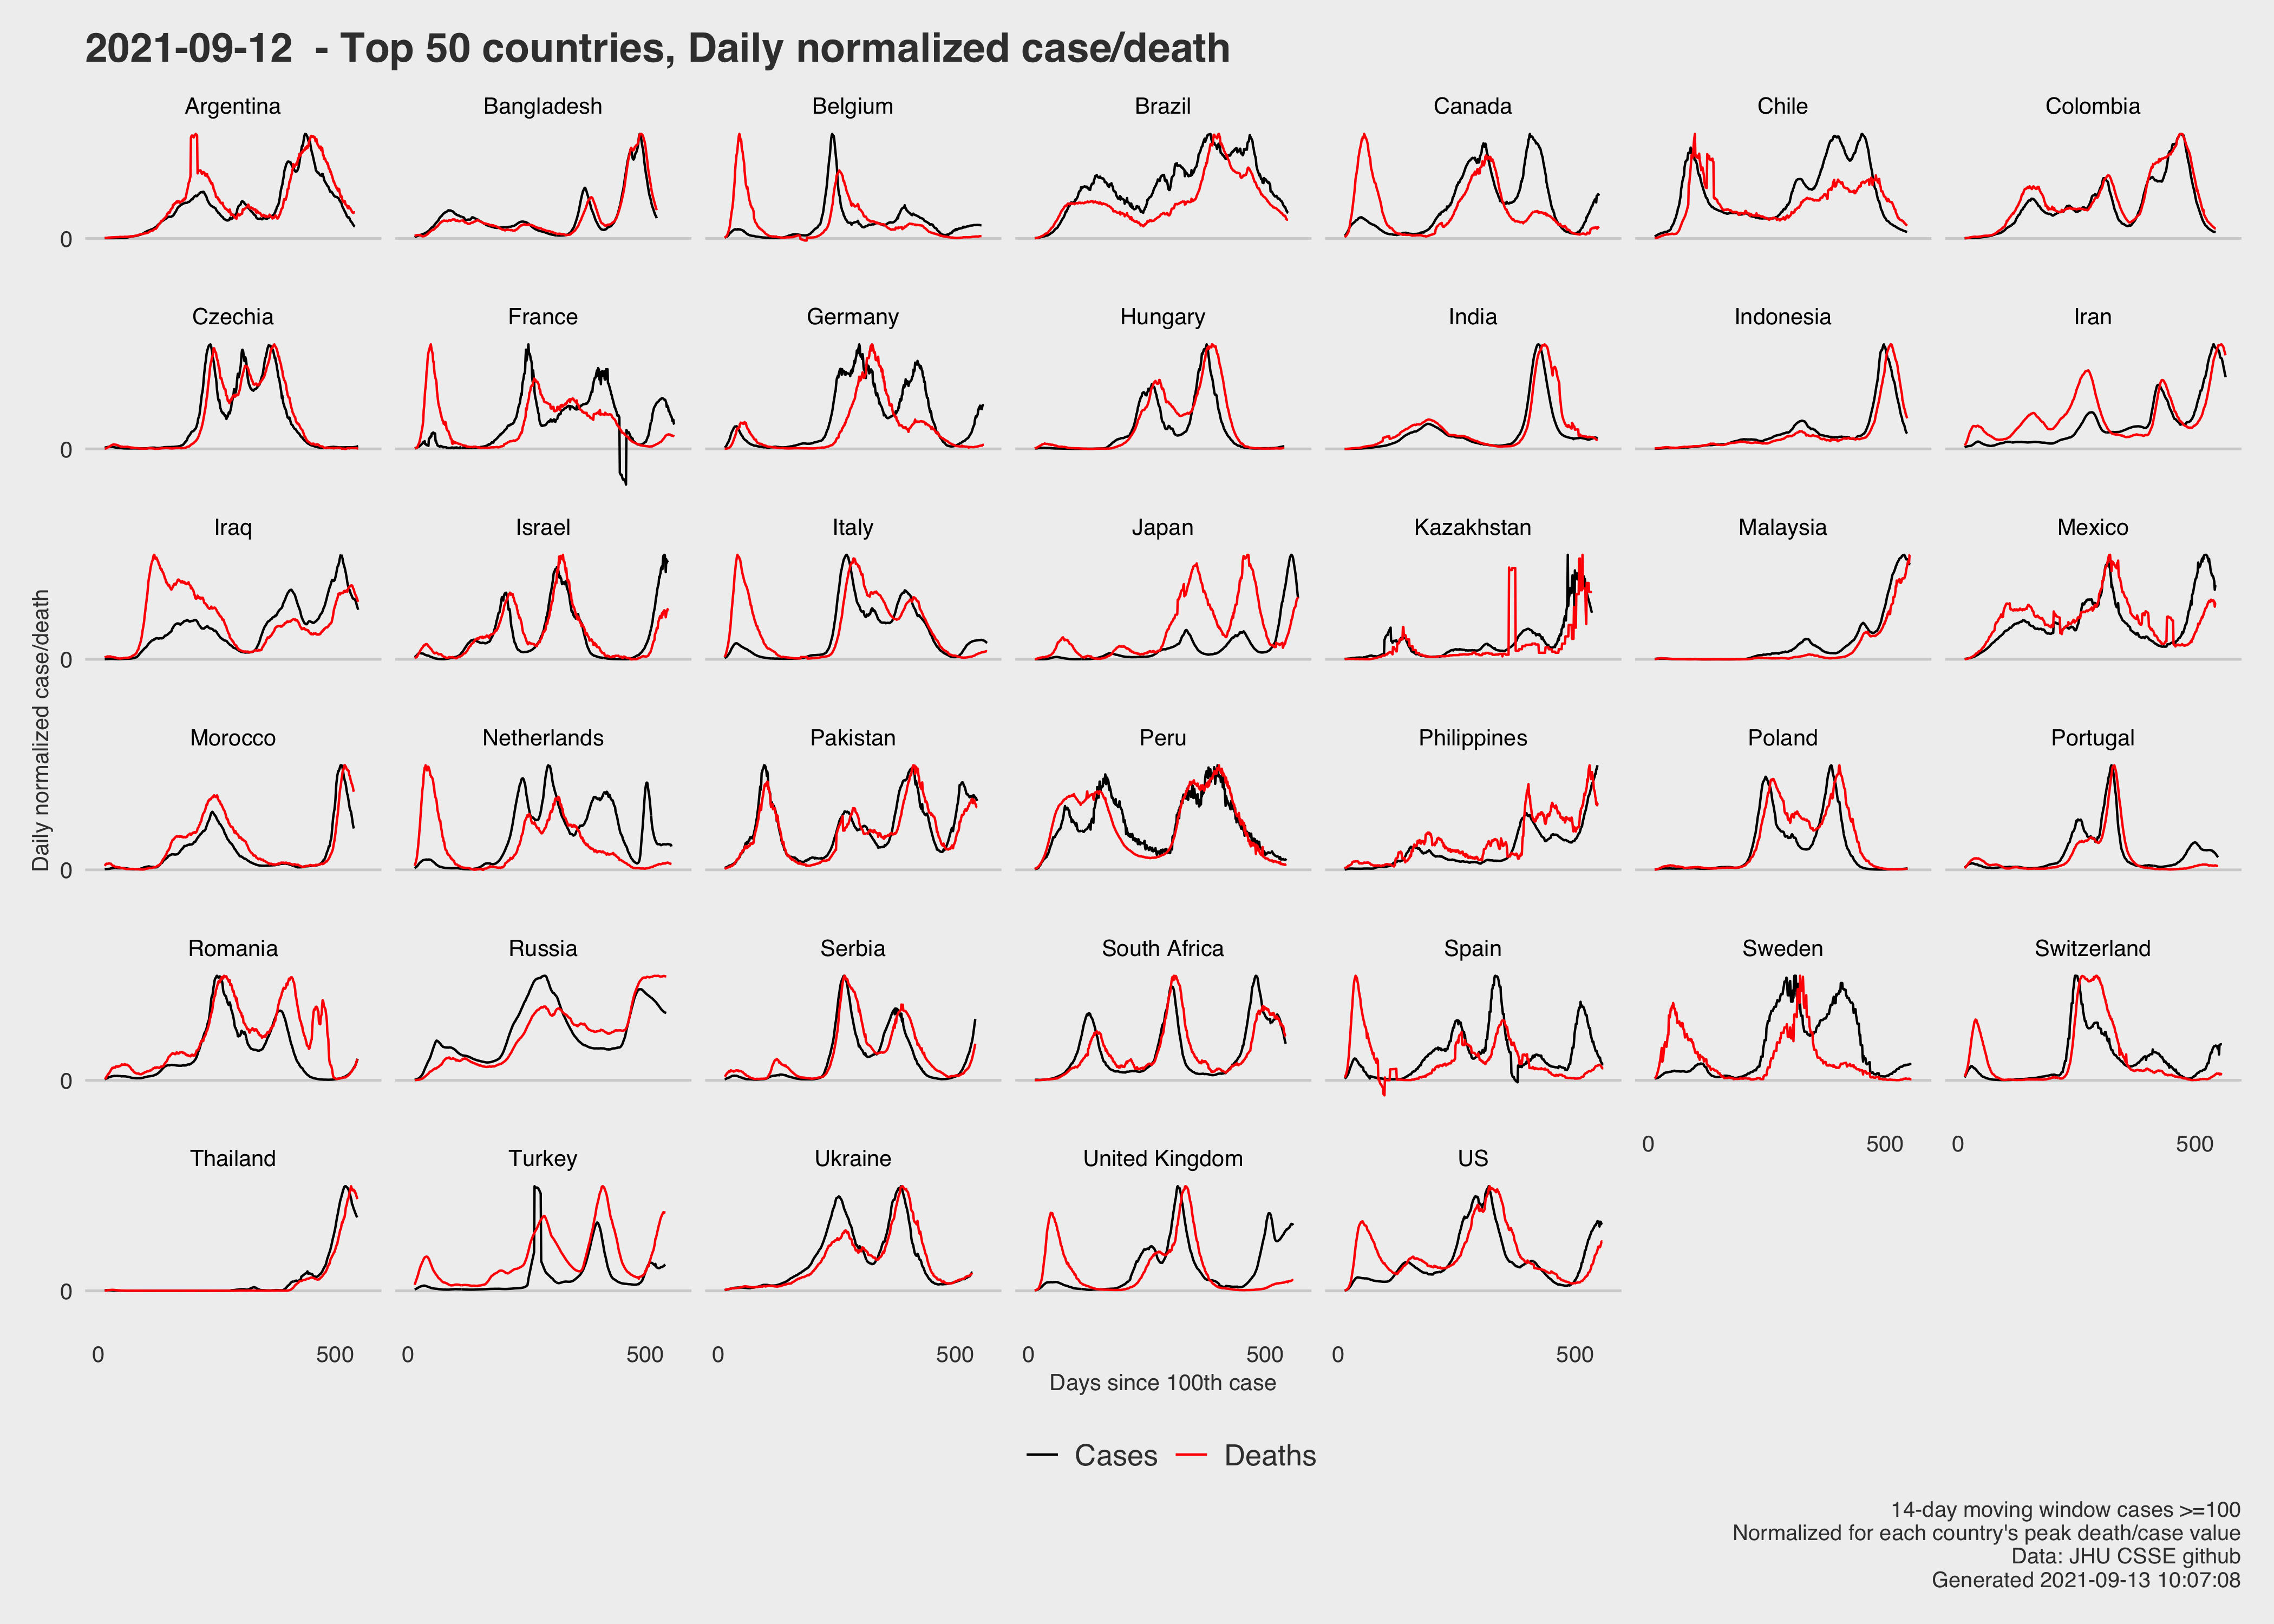 2021-09-12 - Top 50 countries, Daily normalized case/death
Argentina Bangladesh Belgium Brazil Canada Chile Colombia
0
Czechia France Germany Hungary India Indonesia Iran
0
Iraq Israel Italy Japan Kazakhstan Malaysia Mexico
0
Daily normalized case/death
Morocco Netherlands Pakistan Peru Philippines Poland Portugal
0
Romania Russia Serbia South Africa Spain Sweden Switzerland
0
0 500 0 500
Thailand Turkey Ukraine United Kingdom US
0
0 500 0 500 0 500 0 500 0 500
Days since 100th case
Cases Deaths
14-day moving window cases >=100
Normalized for each country's peak death/case value
Data: JHU CSSE github
Generated 2021-09-13 10:07:08